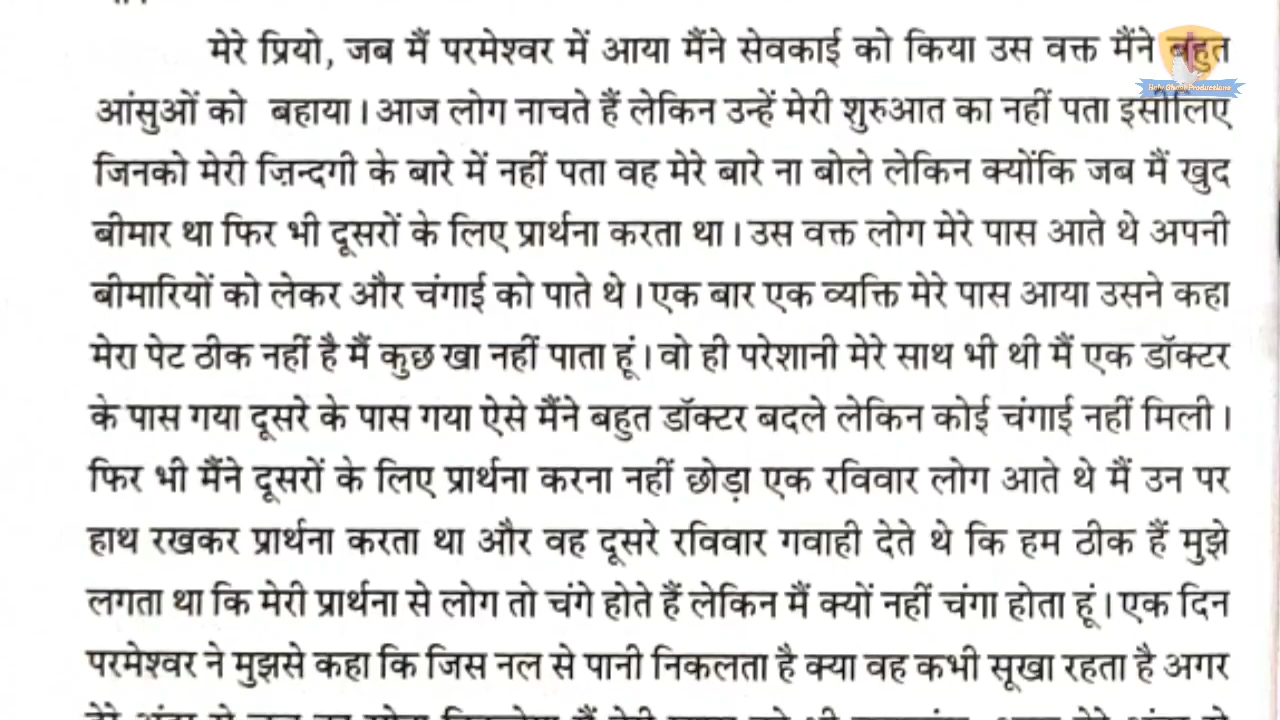 मेरे प्रियो, जब मैं परमेश्वर में आया मैंने सेवकाई को किया उस वक्त मैंने बहुत
आंसुओं को बहाया। आज लोग नाचते हैं लेकिन उन्हें मेरी शुरुआत का नहीं पता इसीलिए
जिनको मेरी ज़िन्दगी के बारे में नहीं पता वह मेरे बारे ना बोले लेकिन क्योंकि जब मैं खुद
बीमार था फिर भी दूसरों के लिए प्रार्थना करता था। उस वक्त लोग मेरे पास आते थे अपनी
बीमारियों को लेकर और चंगाई को पाते थे। एक बार एक व्यक्ति मेरे पास आया उसने कहा
मेरा पेट ठीक नहीं है मैं कुछ खा नहीं पाता हूं। वो ही परेशानी मेरे साथ भी थी मैं एक डॉक्टर
के पास गया दूसरे के पास गया ऐसे मैंने बहुत डॉक्टर बदले लेकिन कोई चंगाई नहीं मिली।
फिर भी मैंने दूसरों के लिए प्रार्थना करना नहीं छोड़ा एक रविवार लोग आते थे मैं उन पर
हाथ रखकर प्रार्थना करता था और वह दूसरे रविवार गवाही देते थे कि हम ठीक हैं मुझे
लगता था कि मेरी प्रार्थना से लोग तो चंगे होते हैं लेकिन मैं क्यों नहीं चंगा होता हूं। एक दिन
परमेश्वर ने मुझसे कहा कि जिस नल से पानी निकलता है क्या वह कभी सूखा रहता है अगर
Holy Ghost Productions